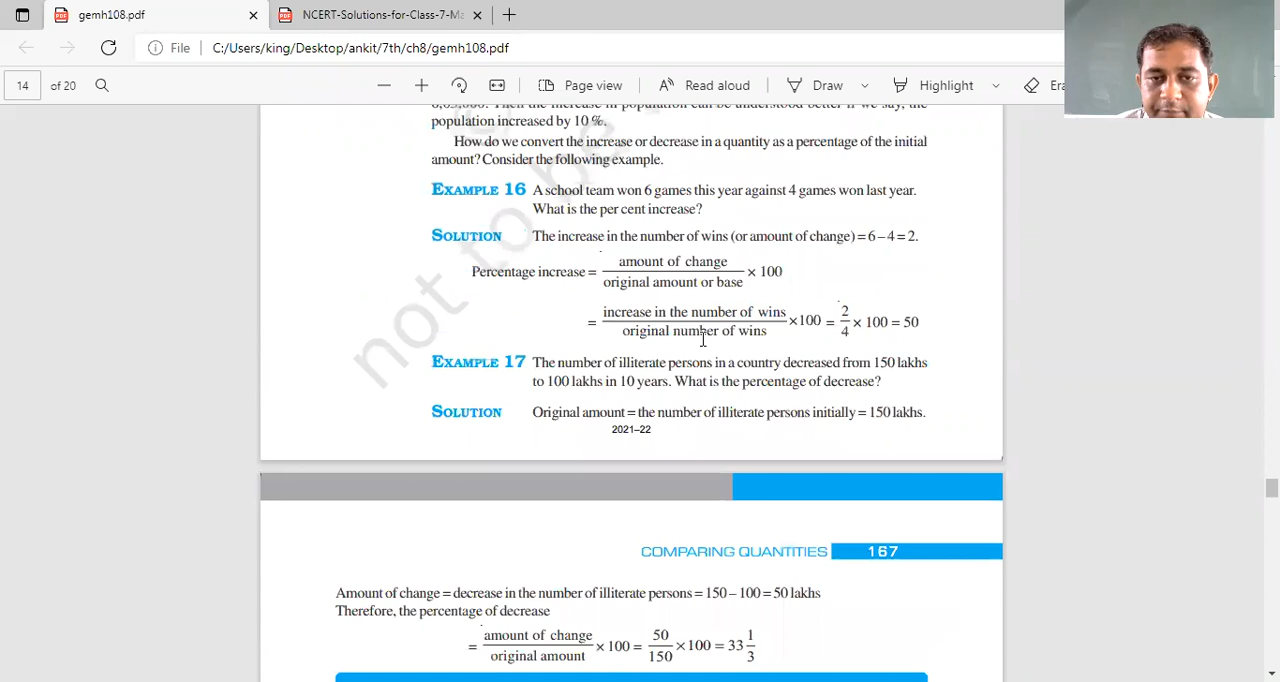 gemh108.pdf
NCERT-Solutions-for-Class-7-Ma
File C:/Users/king/Desktop/ankit/7th/ch8/gemh108.pdf
14 of 20 Page view Read aloud Draw Highlight Era
Then the increase in population can be understood better if we say, the
population increased by 10 %.
How do we convert the increase or decrease in a quantity as a percentage of the initial
amount? Consider the following example.
EXAMPLE 16 A school team won 6 games this year against 4 games won last year.
What is the per cent increase?
SOLUTION The increase in the number of wins (or amount of change) = 6 – 4 = 2.
Percentage increase = amount of change / original amount or base × 100
= increase in the number of wins / original number of wins ×100 = 2/4 × 100 = 50
EXAMPLE 17 The number of illiterate persons in a country decreased from 150 lakhs
to 100 lakhs in 10 years. What is the percentage of decrease?
SOLUTION Original amount = the number of illiterate persons initially = 150 lakhs.
2021–22
not to be
COMPARING QUANTITIES 167
Amount of change = decrease in the number of illiterate persons = 150 – 100 = 50 lakhs
Therefore, the percentage of decrease
= amount of change / original amount × 100 = 50/150 × 100 = 33 1/3